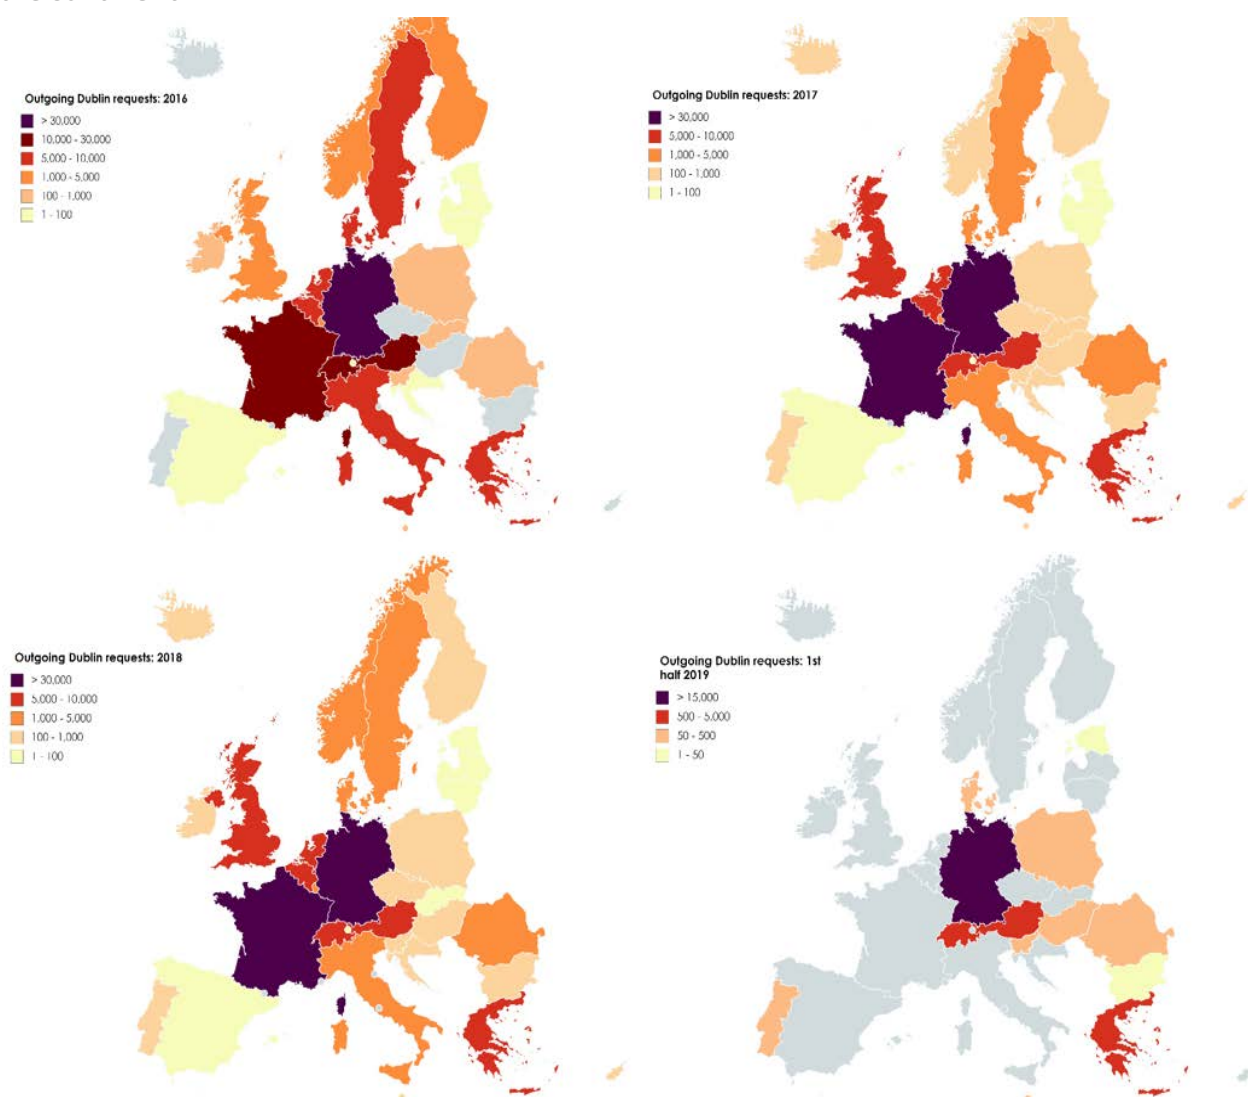 Outgoing Dublin requests: 2016
> 30,000
10,000 - 30,000
5,000 - 10,000
1,000 - 5,000
100 - 1,000
1 - 100
Outgoing Dublin requests: 2017
> 30,000
5,000 - 10,000
1,000 - 5,000
100 - 1,000
1 - 100
Outgoing Dublin requests: 2018
> 30,000
5,000 - 10,000
1,000 - 5,000
100 - 1,000
1 - 100
Outgoing Dublin requests: 1st
half 2019
> 15,000
500 - 5,000
50 - 500
1 - 50